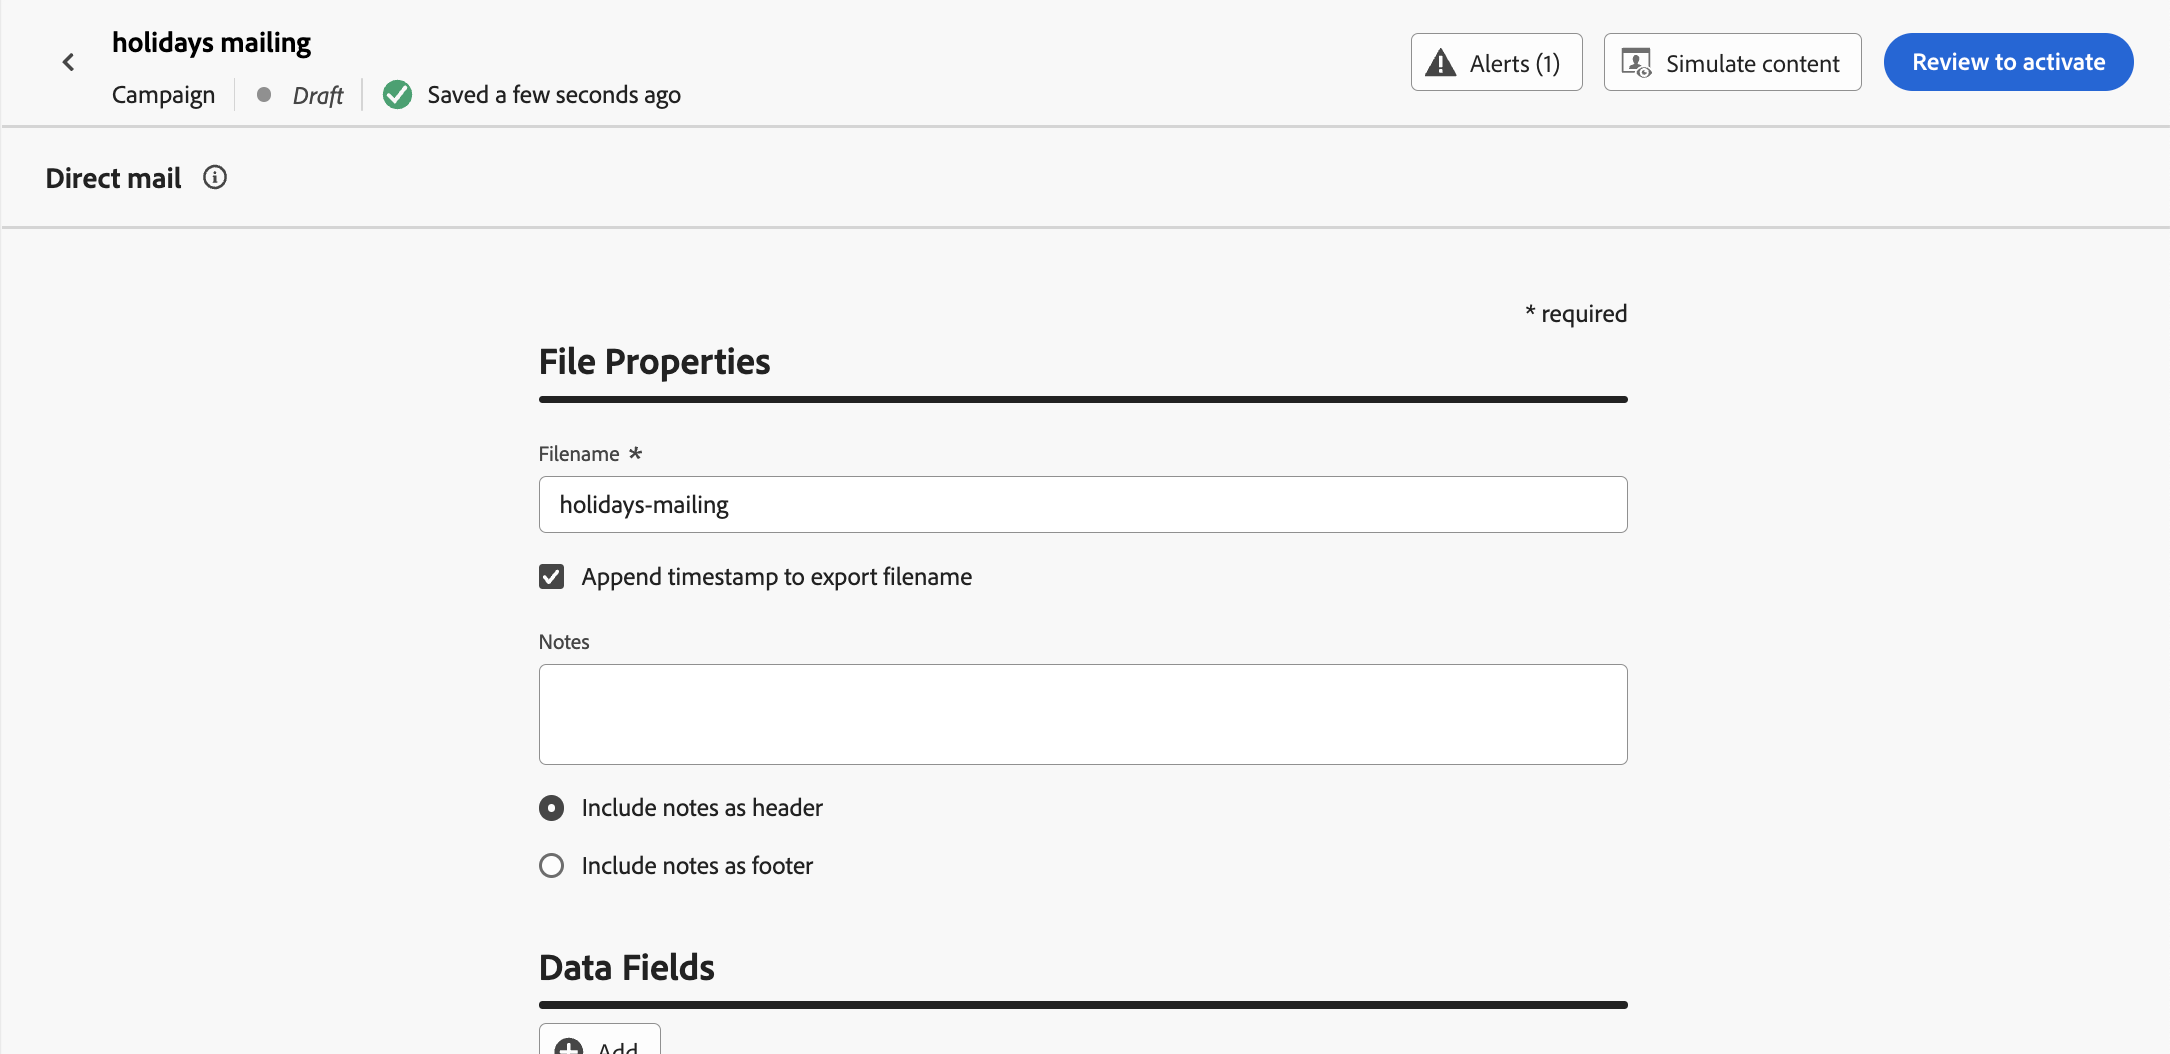 holidays mailing
Campaign Draft Saved a few seconds ago
Alerts (1) Simulate content Review to activate
Direct mail
* required
File Properties
Filename *
holidays-mailing
Append timestamp to export filename
Notes
Include notes as header
Include notes as footer
Data Fields
Add